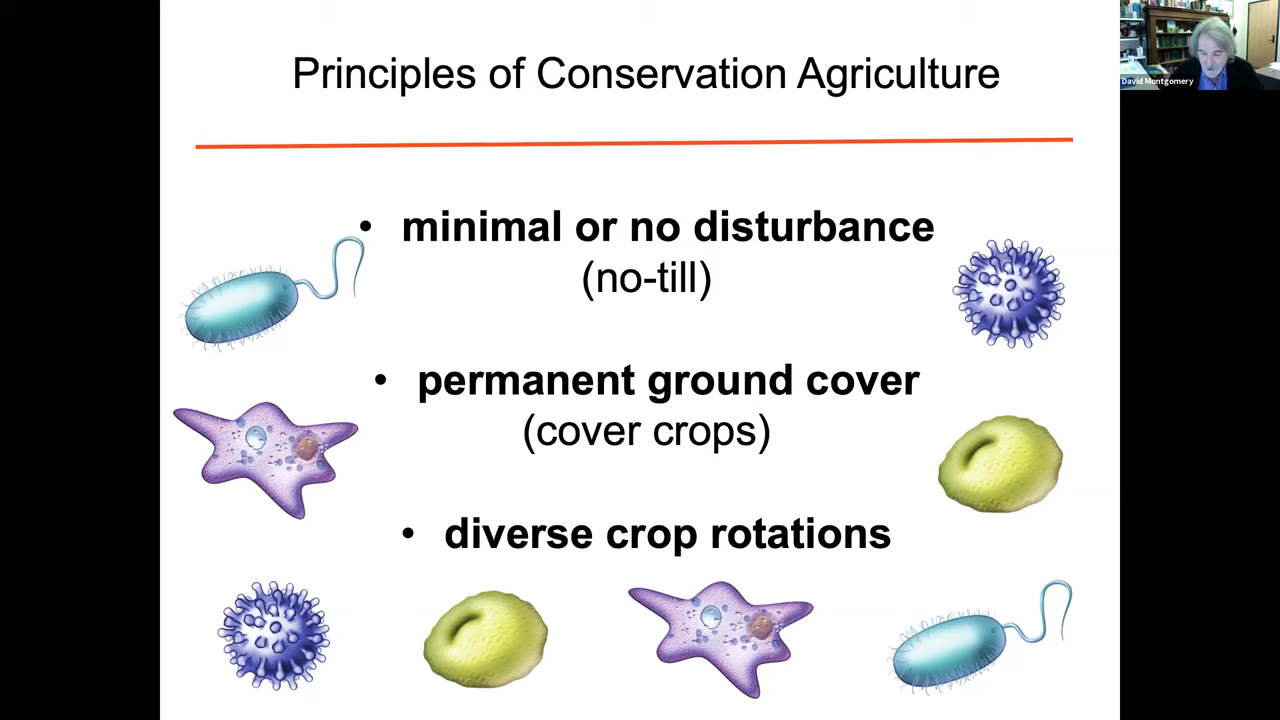 Principles of Conservation Agriculture
David Montgomery
• minimal or no disturbance
(no-till)
• permanent ground cover
(cover crops)
• diverse crop rotations